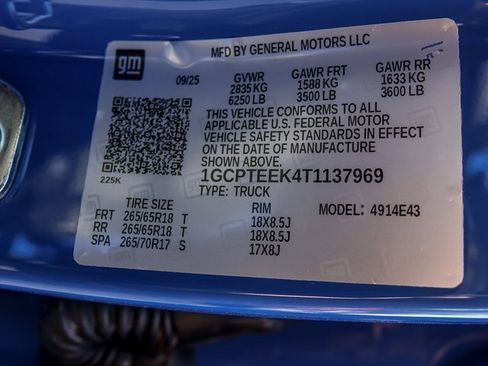 gm
MFD BY GENERAL MOTORS LLC
09/25
GVWR GAWR FRT GAWR RR
2835 KG 1588 KG 1633 KG
6250 LB 3500 LB 3600 LB
THIS VEHICLE CONFORMS TO ALL
APPLICABLE U.S. FEDERAL MOTOR
VEHICLE SAFETY STANDARDS IN EFFECT
ON THE DATE OF MANUFACTURE
SHOWN ABOVE.
225K
1GCPTEEK4T1137969
TYPE: TRUCK
TIRE SIZE RIM MODEL: 4914E43
FRT 265/65R18 T 18X8.5J
RR 265/65R18 T 18X8.5J
SPA 265/70R17 S 17X8J